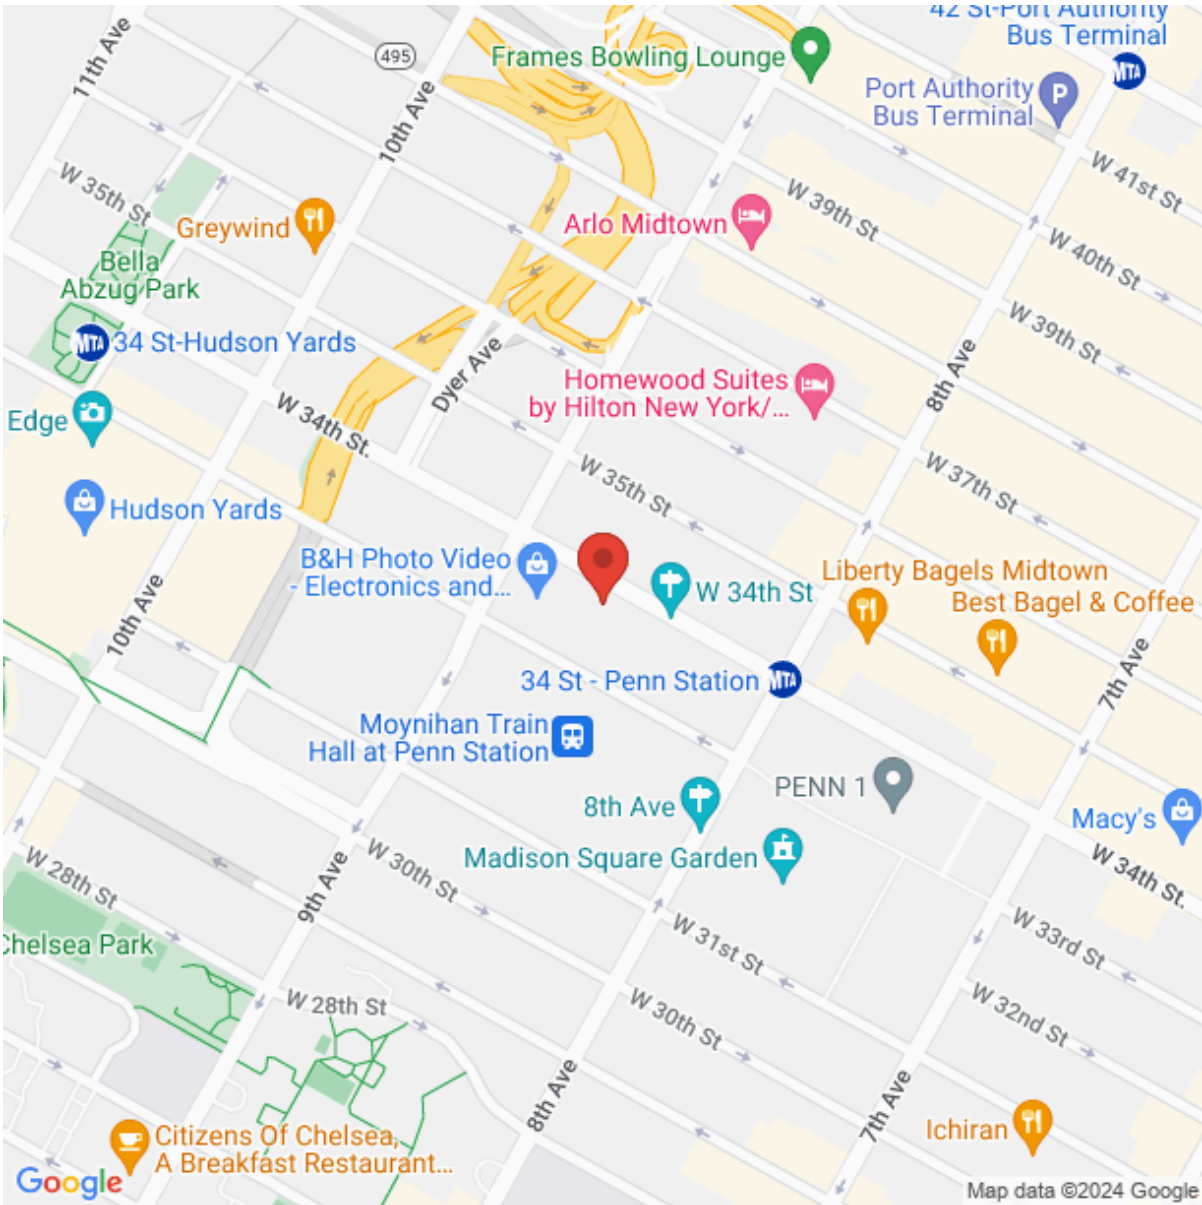 42 St-Port Authority
Bus Terminal
11th Ave
495
Frames Bowling Lounge
Port Authority
Bus Terminal
P
MTA
10th Ave
W 35th St
W 41st St
W 39th St
Greywind
Arlo Midtown
W 40th St
Bella
Abzug Park
W 39th St
MTA
34 St-Hudson Yards
Dyer Ave
8th Ave
Homewood Suites
by Hilton New York/...
W 34th St.
Edge
W 35th St
W 37th St
Hudson Yards
B&H Photo Video
- Electronics and...
W 34th St
Liberty Bagels Midtown
Best Bagel & Coffee
10th Ave
34 St - Penn Station
MTA
7th Ave
Moynihan Train
Hall at Penn Station
PENN 1
8th Ave
Macy's
Madison Square Garden
W 34th St.
W 28th St
9th Ave
W 30th St
Chelsea Park
W 31st St
W 33rd St
W 28th St
W 30th St
W 32nd St
8th Ave
7th Ave
Ichiran
Citizens Of Chelsea,
A Breakfast Restaurant...
Google
Map data ©2024 Google